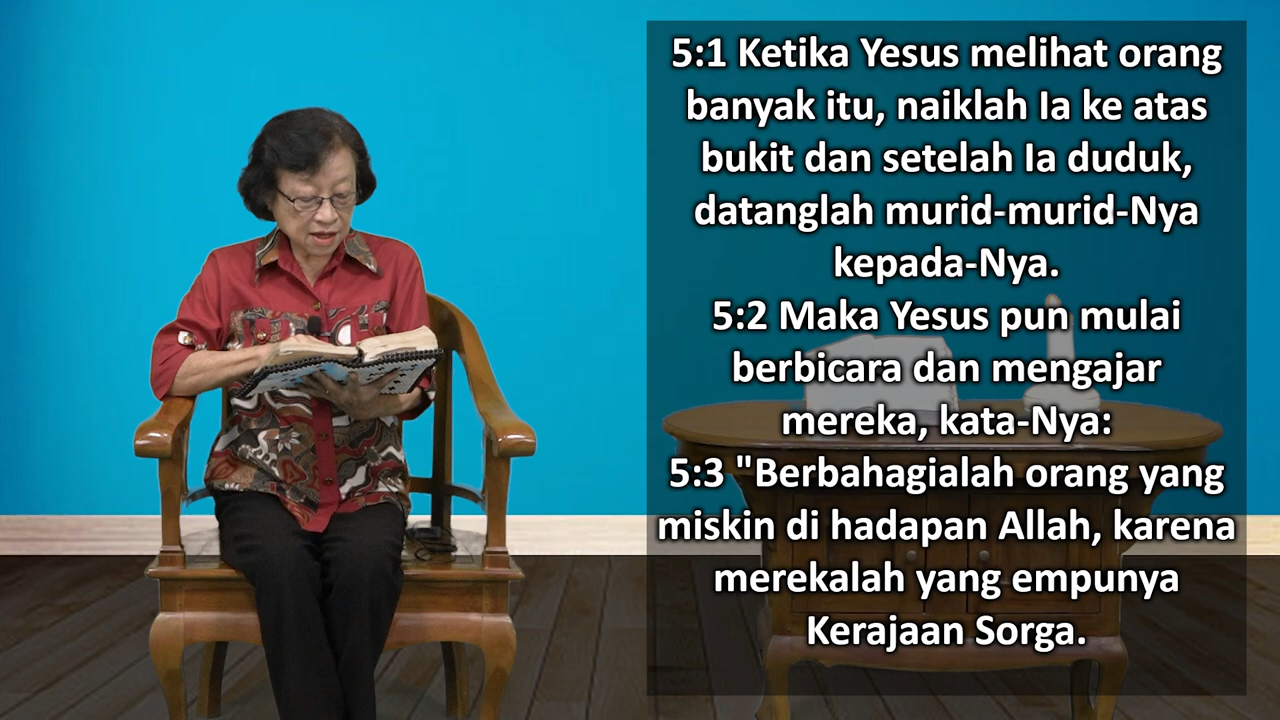 5:1 Ketika Yesus melihat orang
banyak itu, naiklah Ia ke atas
bukit dan setelah Ia duduk,
datanglah murid-murid-Nya
kepada-Nya.
5:2 Maka Yesus pun mulai
berbicara dan mengajar
mereka, kata-Nya:
5:3 "Berbahagialah orang yang
miskin di hadapan Allah, karena
merekalah yang empunya
Kerajaan Sorga.